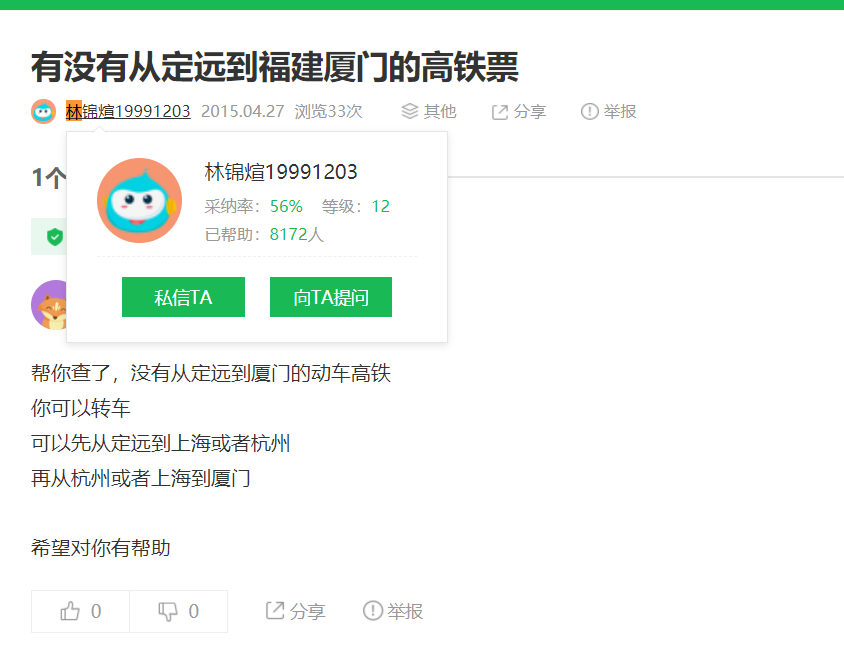 有没有从定远到福建厦门的高铁票
林锦煊19991203 2015.04.27 浏览33次 其他 分享 举报
林锦煊19991203
1个
采纳率：56% 等级：12
已帮助：8172人
私信TA 向TA提问
帮你查了，没有从定远到厦门的动车高铁
你可以转车
可以先从定远到上海或者杭州
再从杭州或者上海到厦门
希望对你有帮助
0 0 分享 举报